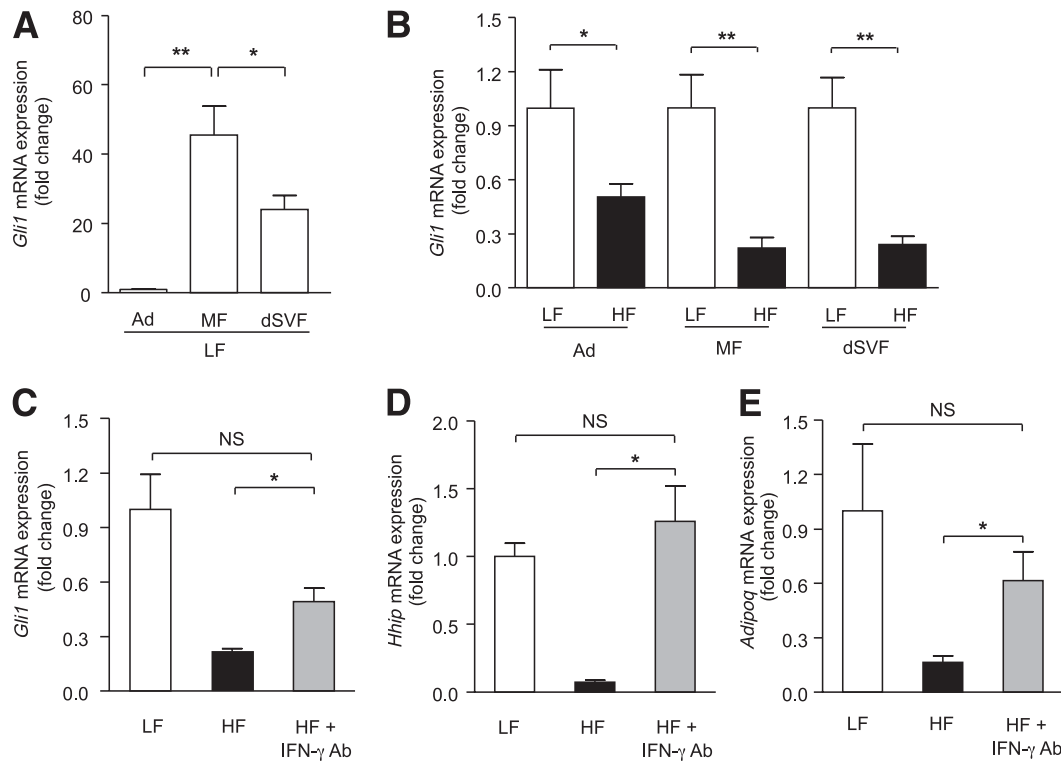 A
Gli1 mRNA expression
(fold change)
80
60
40
20
0
**
*
Ad MF dSVF
LF
B
Gli1 mRNA expression
(fold change)
1.5
1.2
0.9
0.6
0.3
0.0
*
**
**
LF HF LF HF LF HF
Ad MF dSVF
C
Gli1 mRNA expression
(fold change)
1.5
1.2
0.9
0.6
0.3
0.0
NS
*
LF HF HF +
IFN-γ Ab
D
Hhip mRNA expression
(fold change)
2.0
1.5
1.0
0.5
0.0
NS
*
LF HF HF +
IFN-γ Ab
E
Adipoq mRNA expression
(fold change)
1.5
1.2
0.9
0.6
0.3
0.0
NS
*
LF HF HF +
IFN-γ Ab